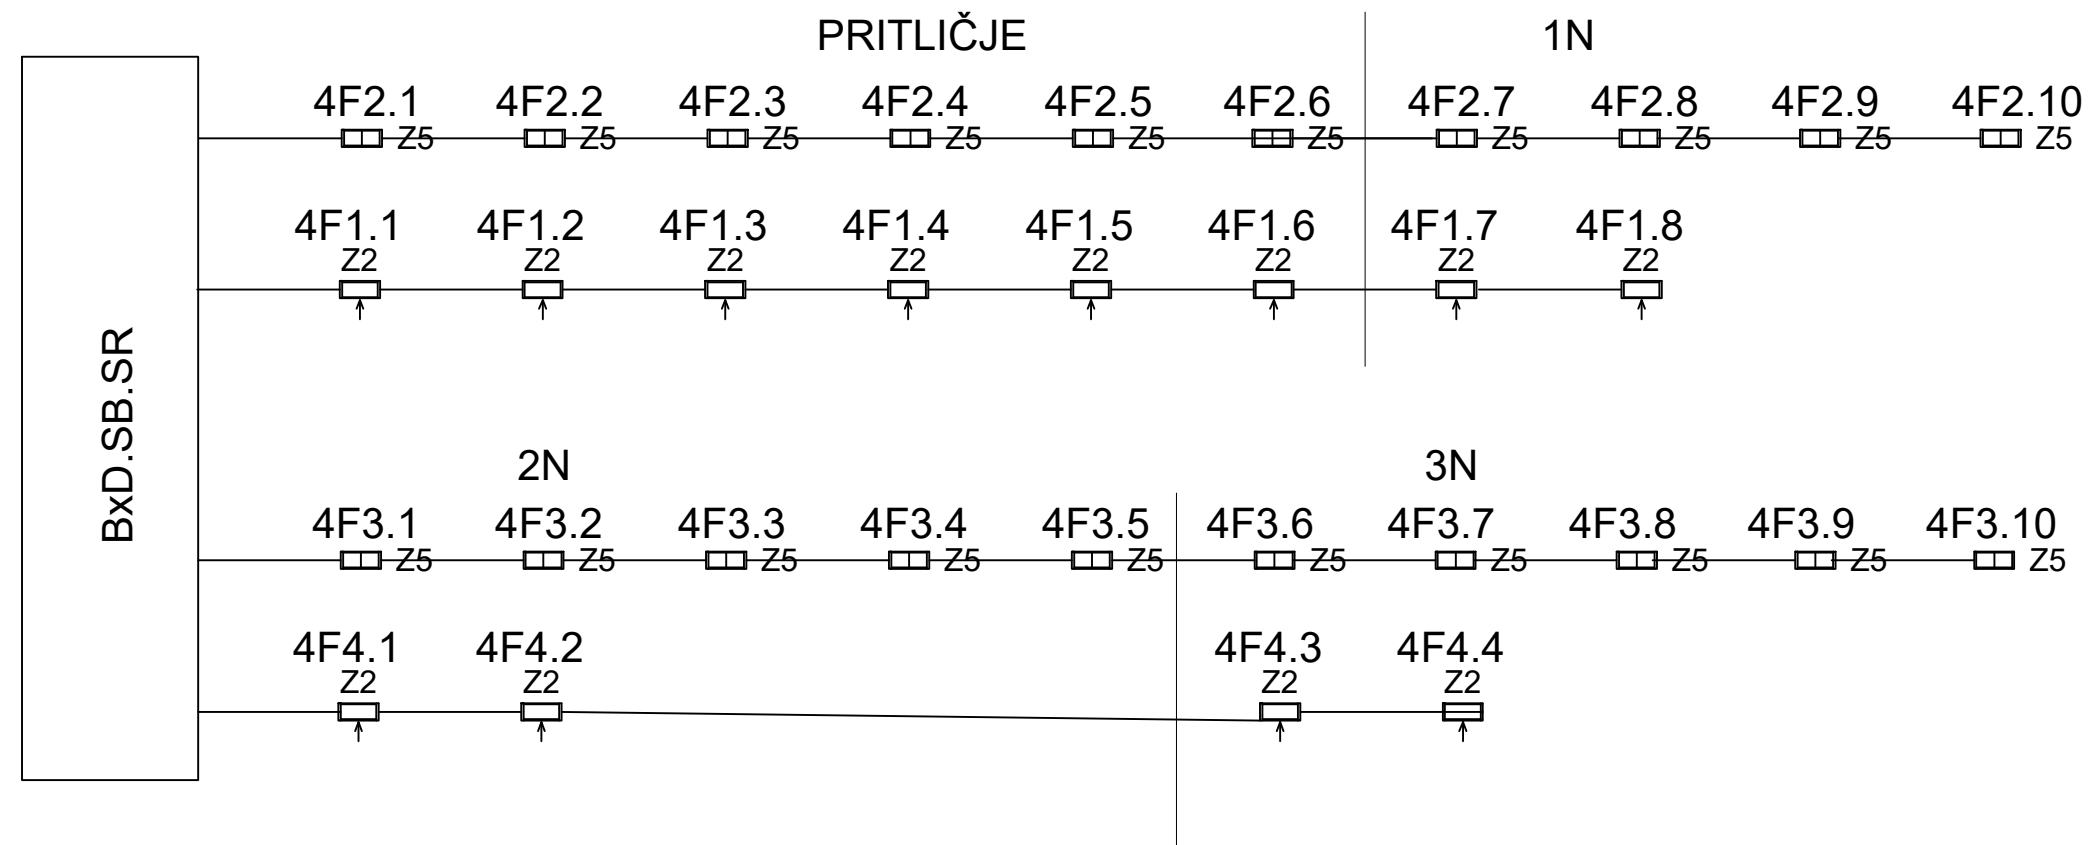 PRITLIČJE 1N
4F2.1 4F2.2 4F2.3 4F2.4 4F2.5 4F2.6 4F2.7 4F2.8 4F2.9 4F2.10
Z5 Z5 Z5 Z5 Z5 Z5 Z5 Z5 Z5 Z5
4F1.1 4F1.2 4F1.3 4F1.4 4F1.5 4F1.6 4F1.7 4F1.8
Z2 Z2 Z2 Z2 Z2 Z2 Z2 Z2
BxD.SB.SR
2N 3N
4F3.1 4F3.2 4F3.3 4F3.4 4F3.5 4F3.6 4F3.7 4F3.8 4F3.9 4F3.10
Z5 Z5 Z5 Z5 Z5 Z5 Z5 Z5 Z5 Z5
4F4.1 4F4.2 4F4.3 4F4.4
Z2 Z2 Z2 Z2